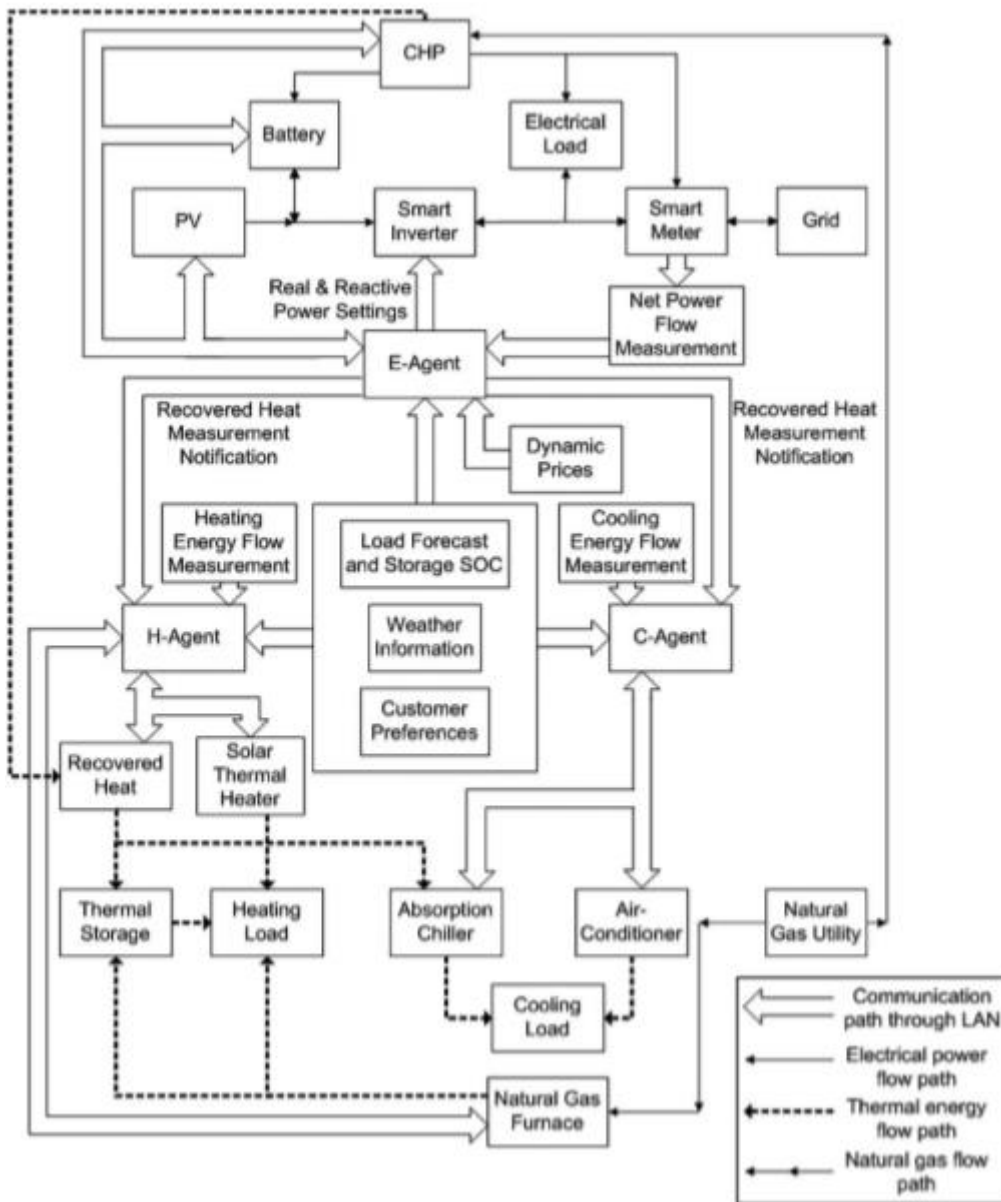 CHP
Battery
Electrical
Load
PV
Smart
Inverter
Smart
Meter
Grid
Real & Reactive
Power Settings
Net Power
Flow
Measurement
E-Agent
Recovered Heat
Measurement
Notification
Recovered Heat
Measurement
Notification
Dynamic
Prices
Heating
Energy Flow
Measurement
Load Forecast
and Storage SOC
Cooling
Energy Flow
Measurement
H-Agent
Weather
Information
C-Agent
Customer
Preferences
Recovered
Heat
Solar
Thermal
Heater
Thermal
Storage
Heating
Load
Absorption
Chiller
Air-
Conditioner
Natural
Gas Utility
Cooling
Load
Natural Gas
Furnace
Communication
path through LAN
Electrical power
flow path
Thermal energy
flow path
Natural gas flow
path